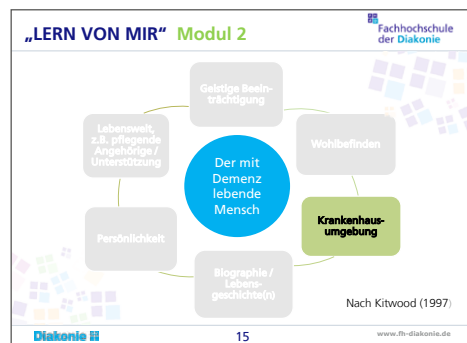 „LERN VON MIR“ Modul 2
Fachhochschule
der Diakonie
Geistige Beein-
trächtigung
Lebenswelt,
z.B. pflegende
Angehörige /
Unterstützung
Wohlbefinden
Der mit
Demenz
lebende
Mensch
Krankenhaus-
umgebung
Persönlichkeit
Biographie /
Lebens-
geschichte(n)
Nach Kitwood (1997)
Diakonie
15
www.fh-diakonie.de